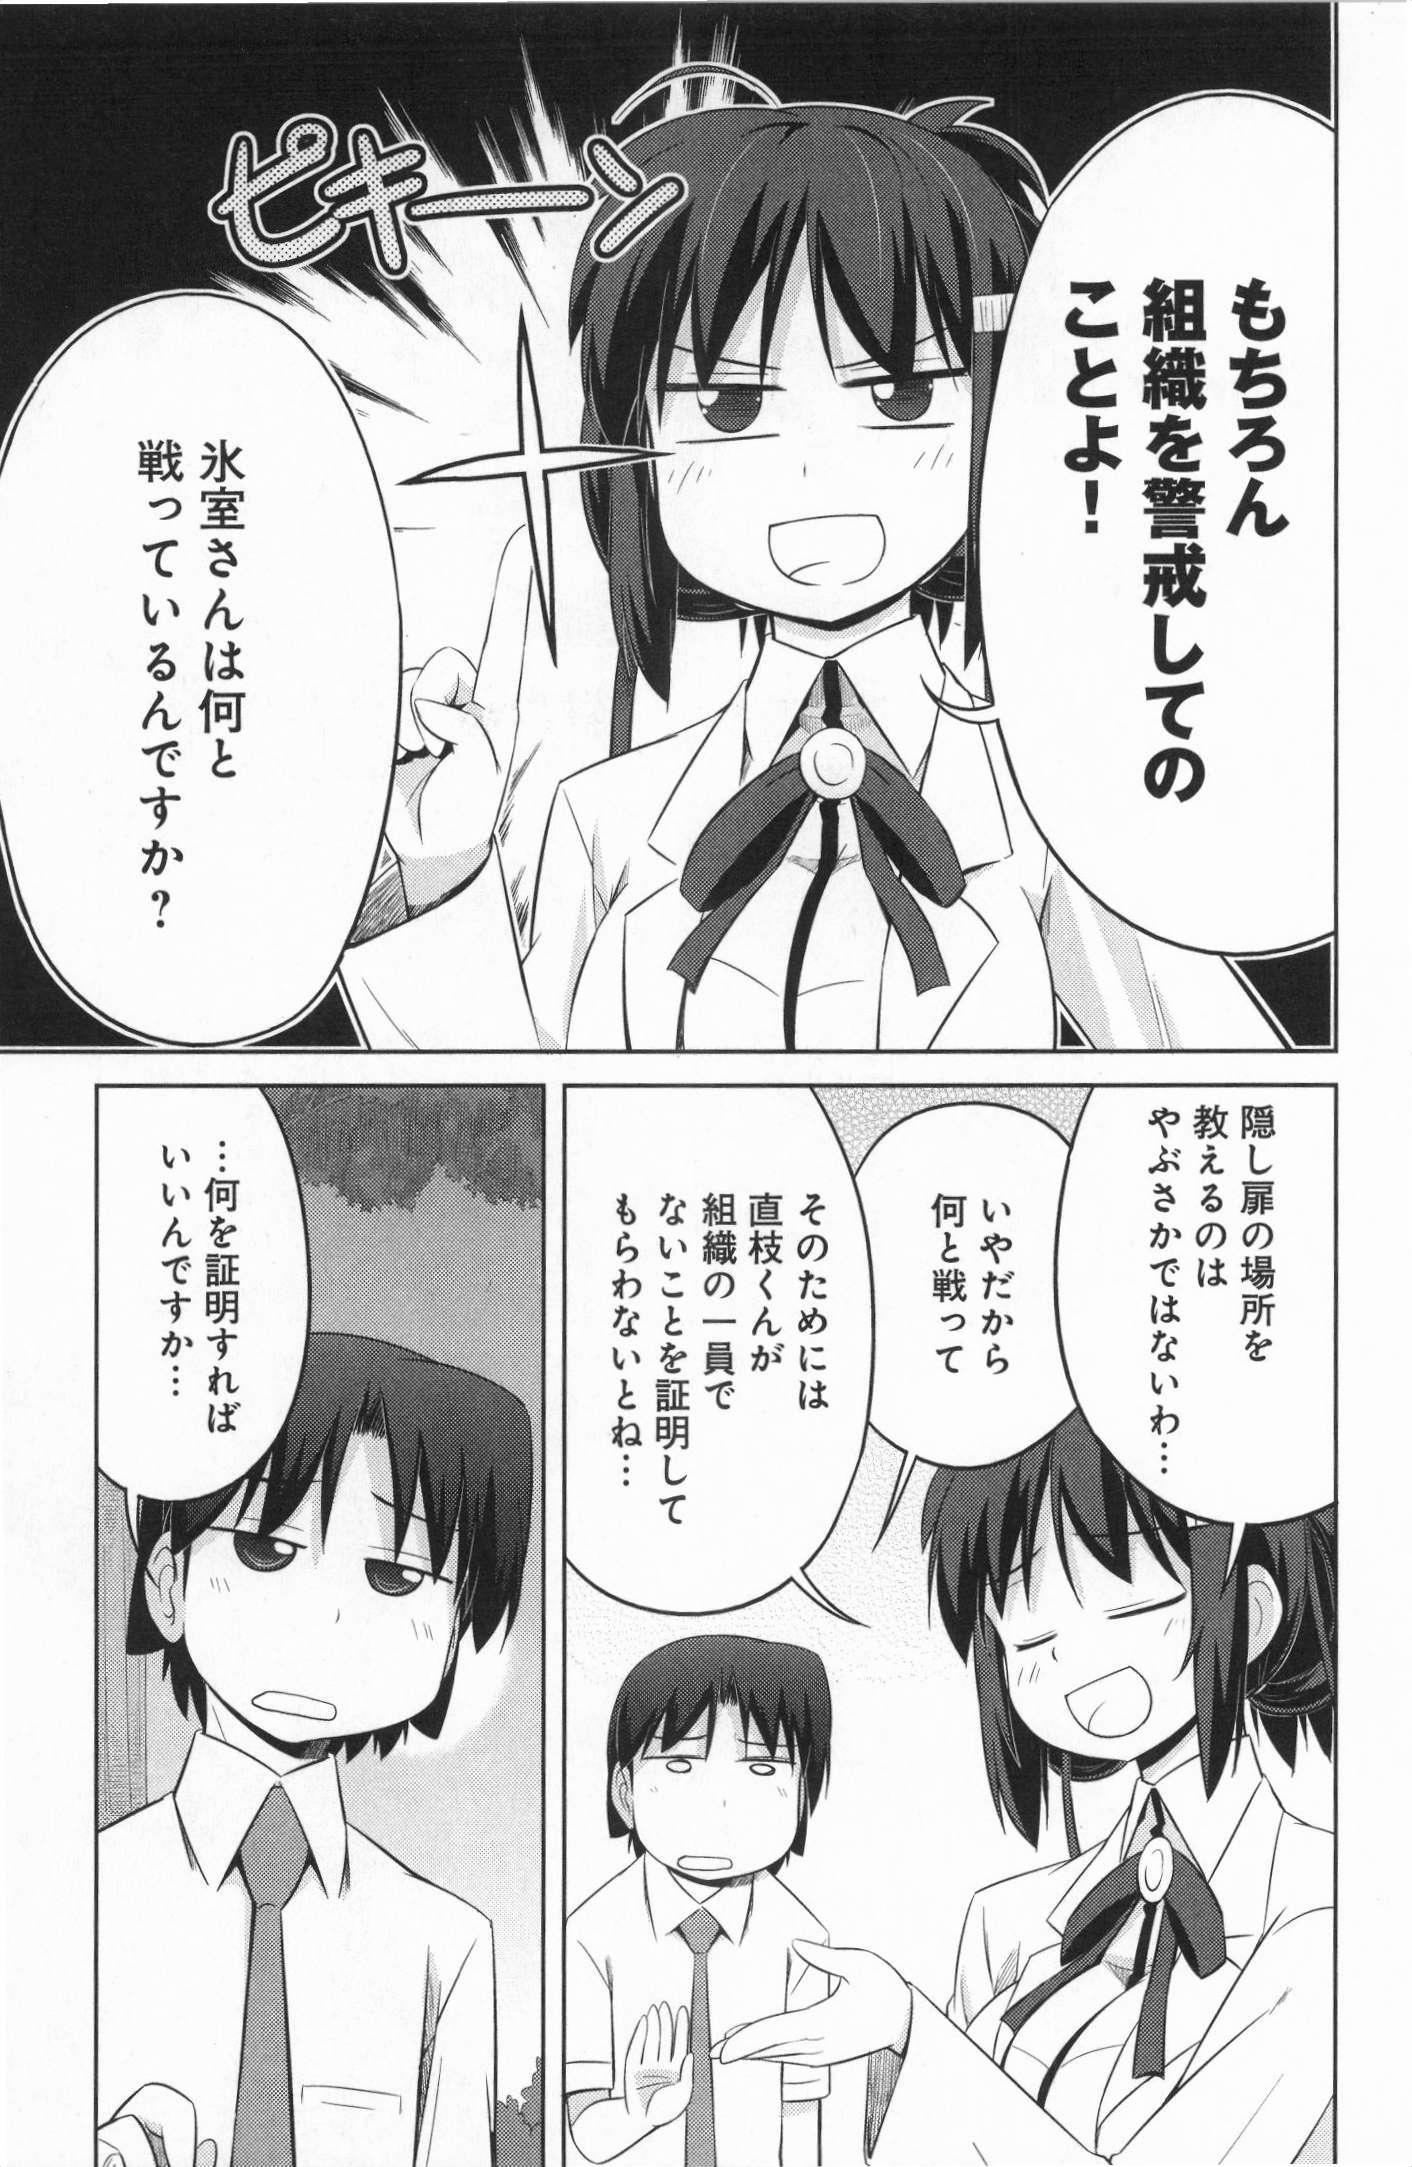 もちろん
組織を警戒しての
ことよ！
ピキーン
氷室さんは何と
戦っているんですか？
隠し扉の場所を
教えるのは
やぶさかではないわ…
いやだから
何と戦って
そのためには
直枝くんが
組織の一員で
ないことを証明して
もらわないとね…
…何を証明すれば
いいんですか…